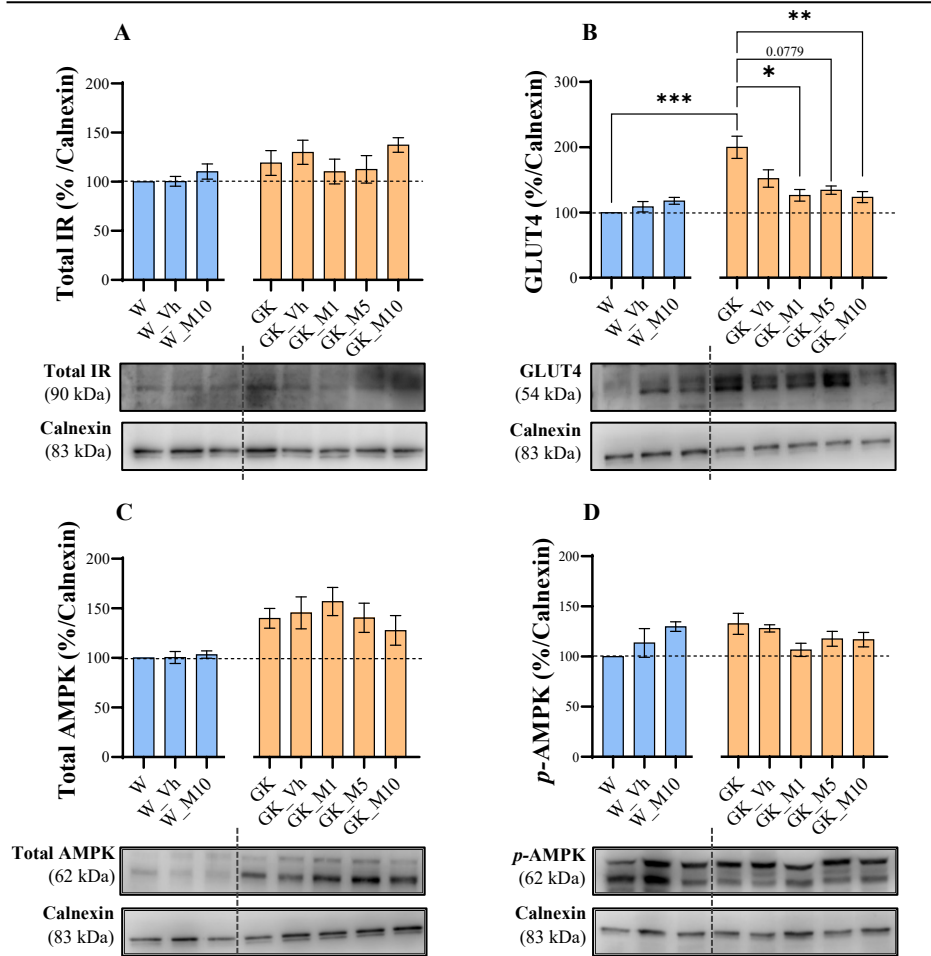 A
Total IR (% /Calnexin)
200
150
100
50
0
W
W_Vh
W_M10
GK
GK_Vh
GK_M1
GK_M5
GK_M10
Total IR
(90 kDa)
Calnexin
(83 kDa)
B
GLUT4 (%/Calnexin)
300
200
100
0
***
**
0.0779
*
W
W_Vh
W_M10
GK
GK_Vh
GK_M1
GK_M5
GK_M10
GLUT4
(54 kDa)
Calnexin
(83 kDa)
C
Total AMPK (%/Calnexin)
200
150
100
50
0
W
W_Vh
W_M10
GK
GK_Vh
GK_M1
GK_M5
GK_M10
Total AMPK
(62 kDa)
Calnexin
(83 kDa)
D
p-AMPK (%/Calnexin)
200
150
100
50
0
W
W_Vh
W_M10
GK
GK_Vh
GK_M1
GK_M5
GK_M10
p-AMPK
(62 kDa)
Calnexin
(83 kDa)